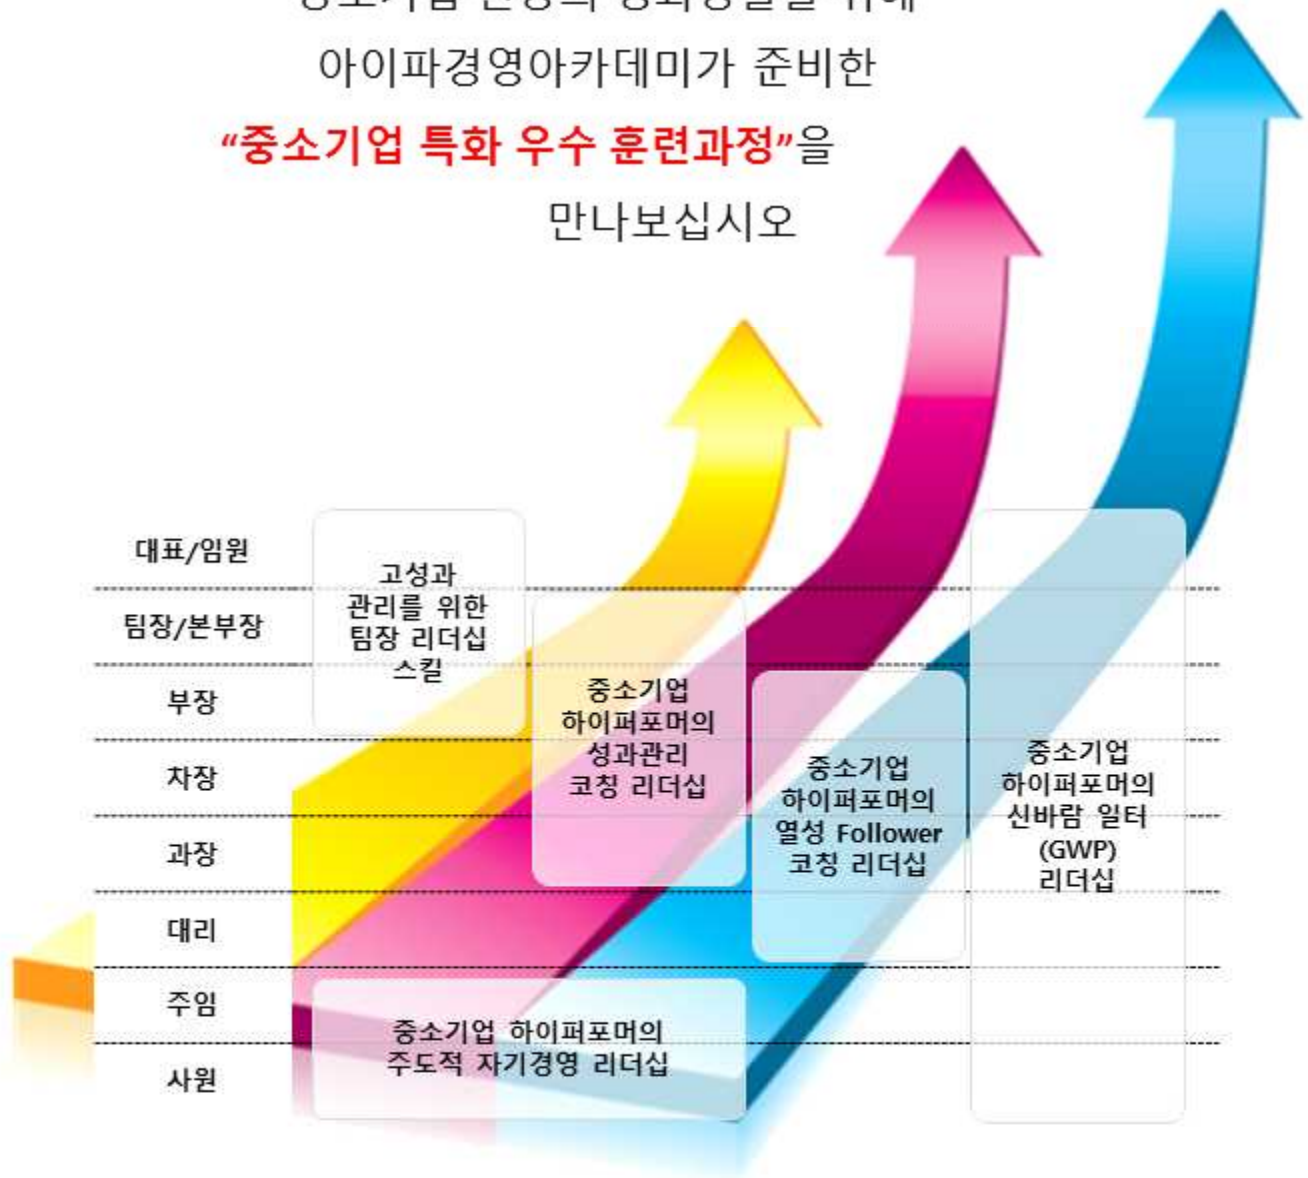 아이파경영아카데미가 준비한
“중소기업 특화 우수 훈련과정”을
만나보십시오
대표/임원
팀장/본부장
부장
차장
과장
대리
주임
사원
고성과
관리를 위한
팀장 리더십
스킬
중소기업
하이퍼포머의
성과관리
코칭 리더십
중소기업
하이퍼포머의
열성 Follower
코칭 리더십
중소기업
하이퍼포머의
신바람 일터
(GWP)
리더십
중소기업 하이퍼포머의
주도적 자기경영 리더십